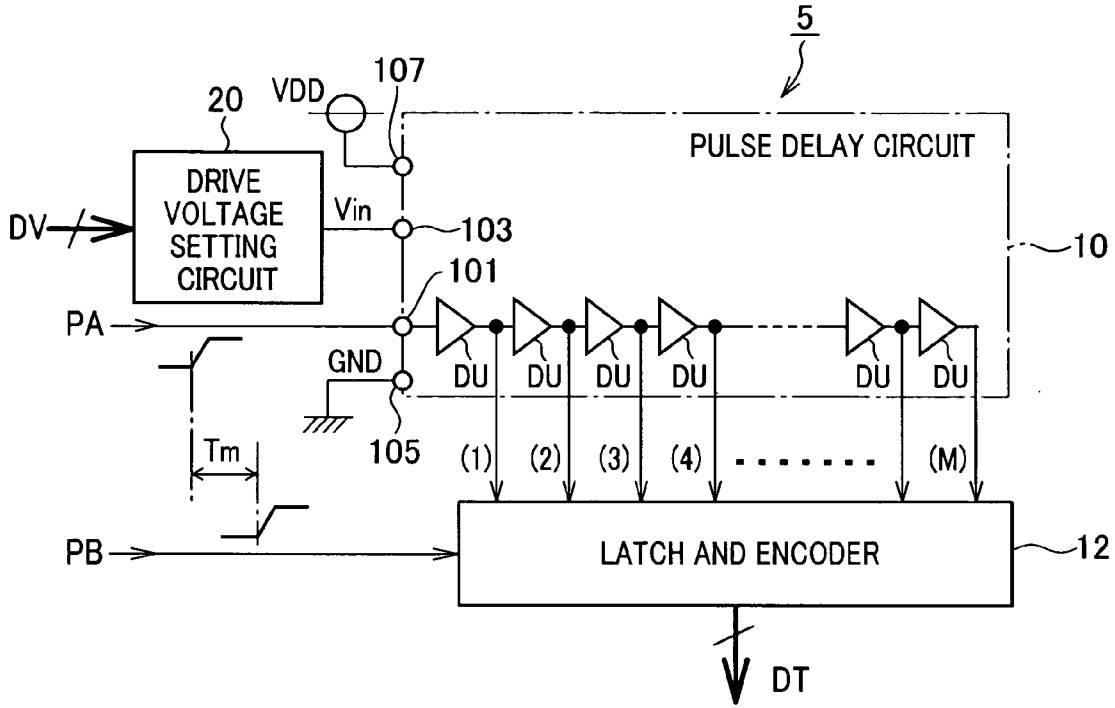 5
107
VDD
20
PULSE DELAY CIRCUIT
DRIVE
VOLTAGE
SETTING
CIRCUIT
DV
Vin
103
10
101
PA
GND
DU
DU
DU
DU
DU
DU
105
Tm
(1)
(2)
(3)
(4)
(M)
PB
LATCH AND ENCODER
12
DT